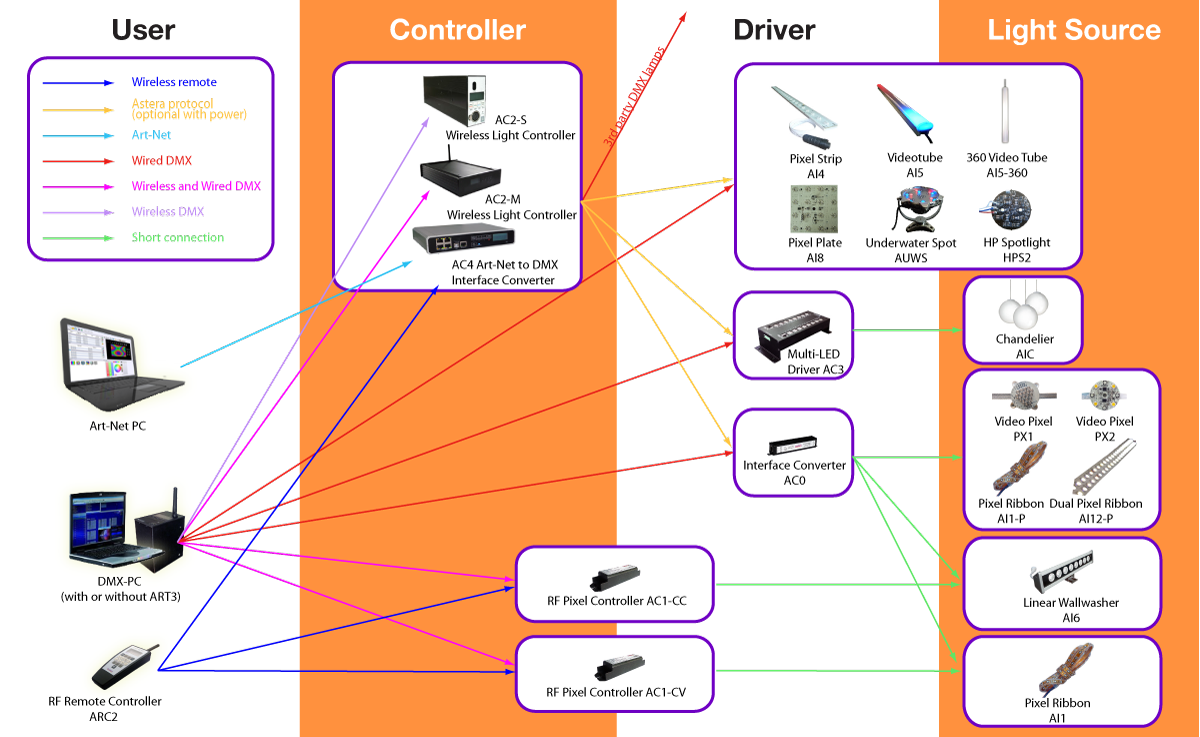 User
Controller
Driver
Light Source
Wireless remote
Astera protocol
(optional with power)
Art-Net
Wired DMX
Wireless and Wired DMX
Wireless DMX
Short connection
AC2-S
Wireless Light Controller
AC2-M
Wireless Light Controller
AC4 Art-Net to DMX
Interface Converter
3rd party DMX lamps
Pixel Strip
AI4
Videotube
AI5
360 Video Tube
AI5-360
Pixel Plate
AI8
Underwater Spot
AUWS
HP Spotlight
HPS2
Multi-LED
Driver AC3
Chandelier
AIC
Interface Converter
AC0
Video Pixel
PX1
Video Pixel
PX2
Pixel Ribbon
AI1-P
Dual Pixel Ribbon
AI12-P
Art-Net PC
DMX-PC
(with or without ART3)
RF Remote Controller
ARC2
RF Pixel Controller AC1-CC
RF Pixel Controller AC1-CV
Linear Wallwasher
AI6
Pixel Ribbon
AI1